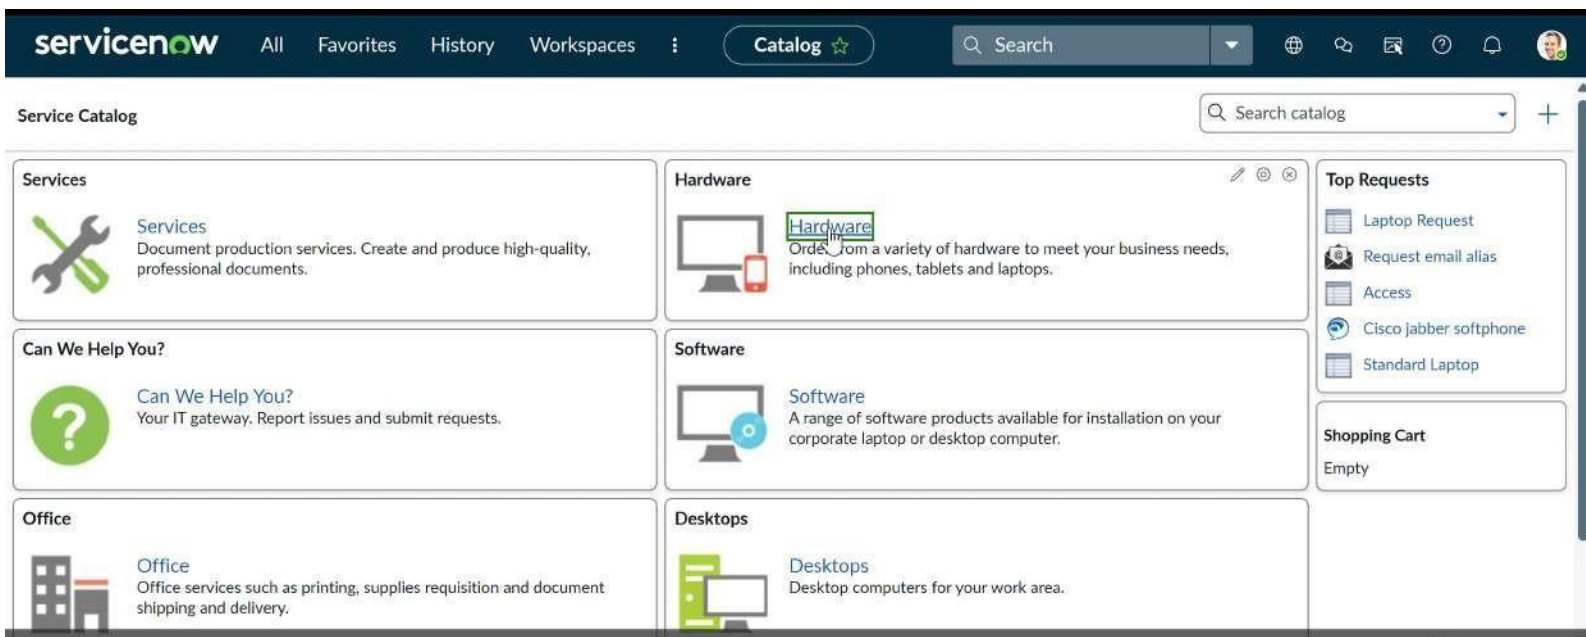 servicenow All Favorites History Workspaces Catalog Search
Service Catalog
Search catalog
Services
Services
Document production services. Create and produce high-quality,
professional documents.
Hardware
Hardware
Order from a variety of hardware to meet your business needs,
including phones, tablets and laptops.
Top Requests
Laptop Request
Request email alias
Access
Cisco jabber softphone
Standard Laptop
Can We Help You?
Can We Help You?
Your IT gateway. Report issues and submit requests.
Software
Software
A range of software products available for installation on your
corporate laptop or desktop computer.
Shopping Cart
Empty
Office
Office
Office services such as printing, supplies requisition and document
shipping and delivery.
Desktops
Desktops
Desktop computers for your work area.